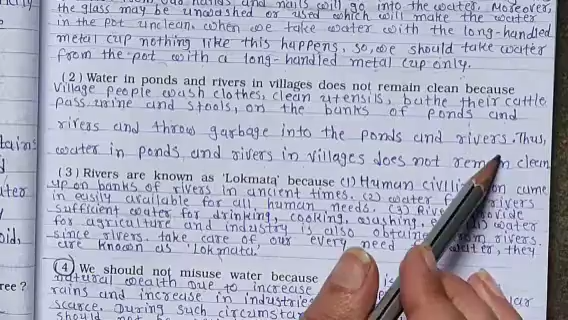 the glass may be unwashed or used which will make the water
in the pot unclean. when we take water with the long-handled
metal cup nothing like this happens. so, we should take water
from the pot with a long-handled metal cup only.
(2) Water in ponds and rivers in villages does not remain clean because
village people wash clothes, clean utensils, bathe their cattle
pass urine and stools, on the banks of ponds and
rivers and throw garbage into the ponds and rivers. Thus,
water in ponds and rivers in villages does not remain clean
(3) Rivers are known as 'Lokmata' because (1) Human
up on banks of rivers in ancient times. (2) water rivers
in easily available for all human needs. (3)
sufficient water for drinking, cooking, washing, water
for agriculture and industry is also rivers.
since rivers take care of our every need they
are known as 'Lokmata'.
(4) We should not misuse water because
natural wealth Due to increase
rains and increase in
scarce. During such
should
tains
ree ?